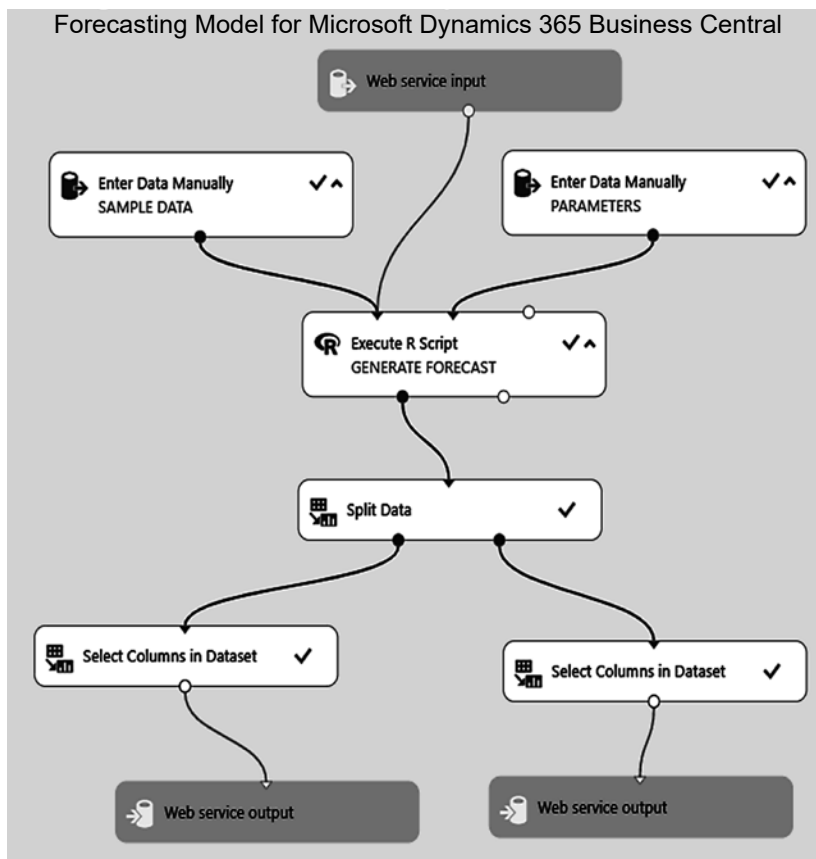 Forecasting Model for Microsoft Dynamics 365 Business Central
Web service input
Enter Data Manually
SAMPLE DATA
Enter Data Manually
PARAMETERS
Execute R Script
GENERATE FORECAST
Split Data
Select Columns in Dataset
Select Columns in Dataset
Web service output
Web service output